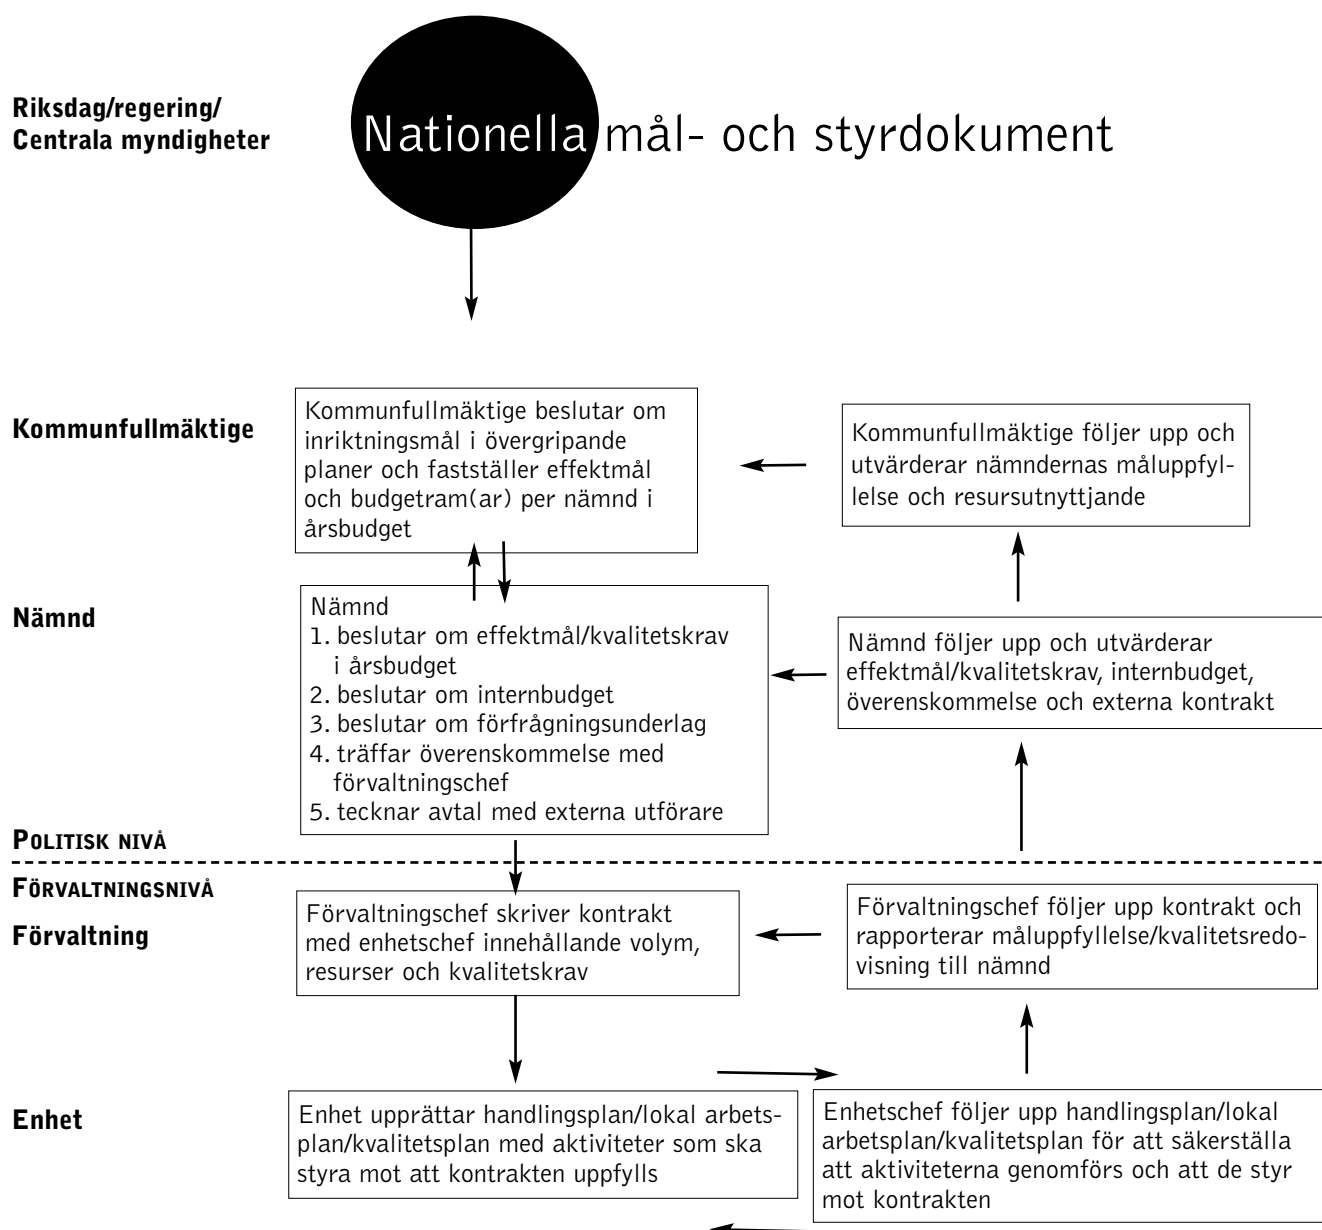 Riksdag/regering/
Centrala myndigheter
Nationella mål- och styrdokument
Kommunfullmäktige
Kommunfullmäktige beslutar om
inriktningsmål i övergripande
planer och fastställer effektmål
och budgetram(ar) per nämnd i
årsbudget
Kommunfullmäktige följer upp och
utvärderar nämndernas måluppfyl-
lelse och resursutnyttjande
Nämnd
Nämnd
1. beslutar om effektmål/kvalitetskrav
i årsbudget
2. beslutar om internbudget
3. beslutar om förfrågningsunderlag
4. träffar överenskommelse med
förvaltningschef
5. tecknar avtal med externa utförare
Nämnd följer upp och utvärderar
effektmål/kvalitetskrav, internbudget,
överenskommelse och externa kontrakt
POLITISK NIVÅ
FÖRVALTNINGSNIVÅ
Förvaltning
Förvaltningschef skriver kontrakt
med enhetschef innehållande volym,
resurser och kvalitetskrav
Förvaltningschef följer upp kontrakt och
rapporterar måluppfyllelse/kvalitetsredo-
visning till nämnd
Enhet
Enhet upprättar handlingsplan/lokal arbets-
plan/kvalitetsplan med aktiviteter som ska
styra mot att kontrakten uppfylls
Enhetschef följer upp handlingsplan/lokal
arbetsplan/kvalitetsplan för att säkerställa
att aktiviteterna genomförs och att de styr
mot kontrakten